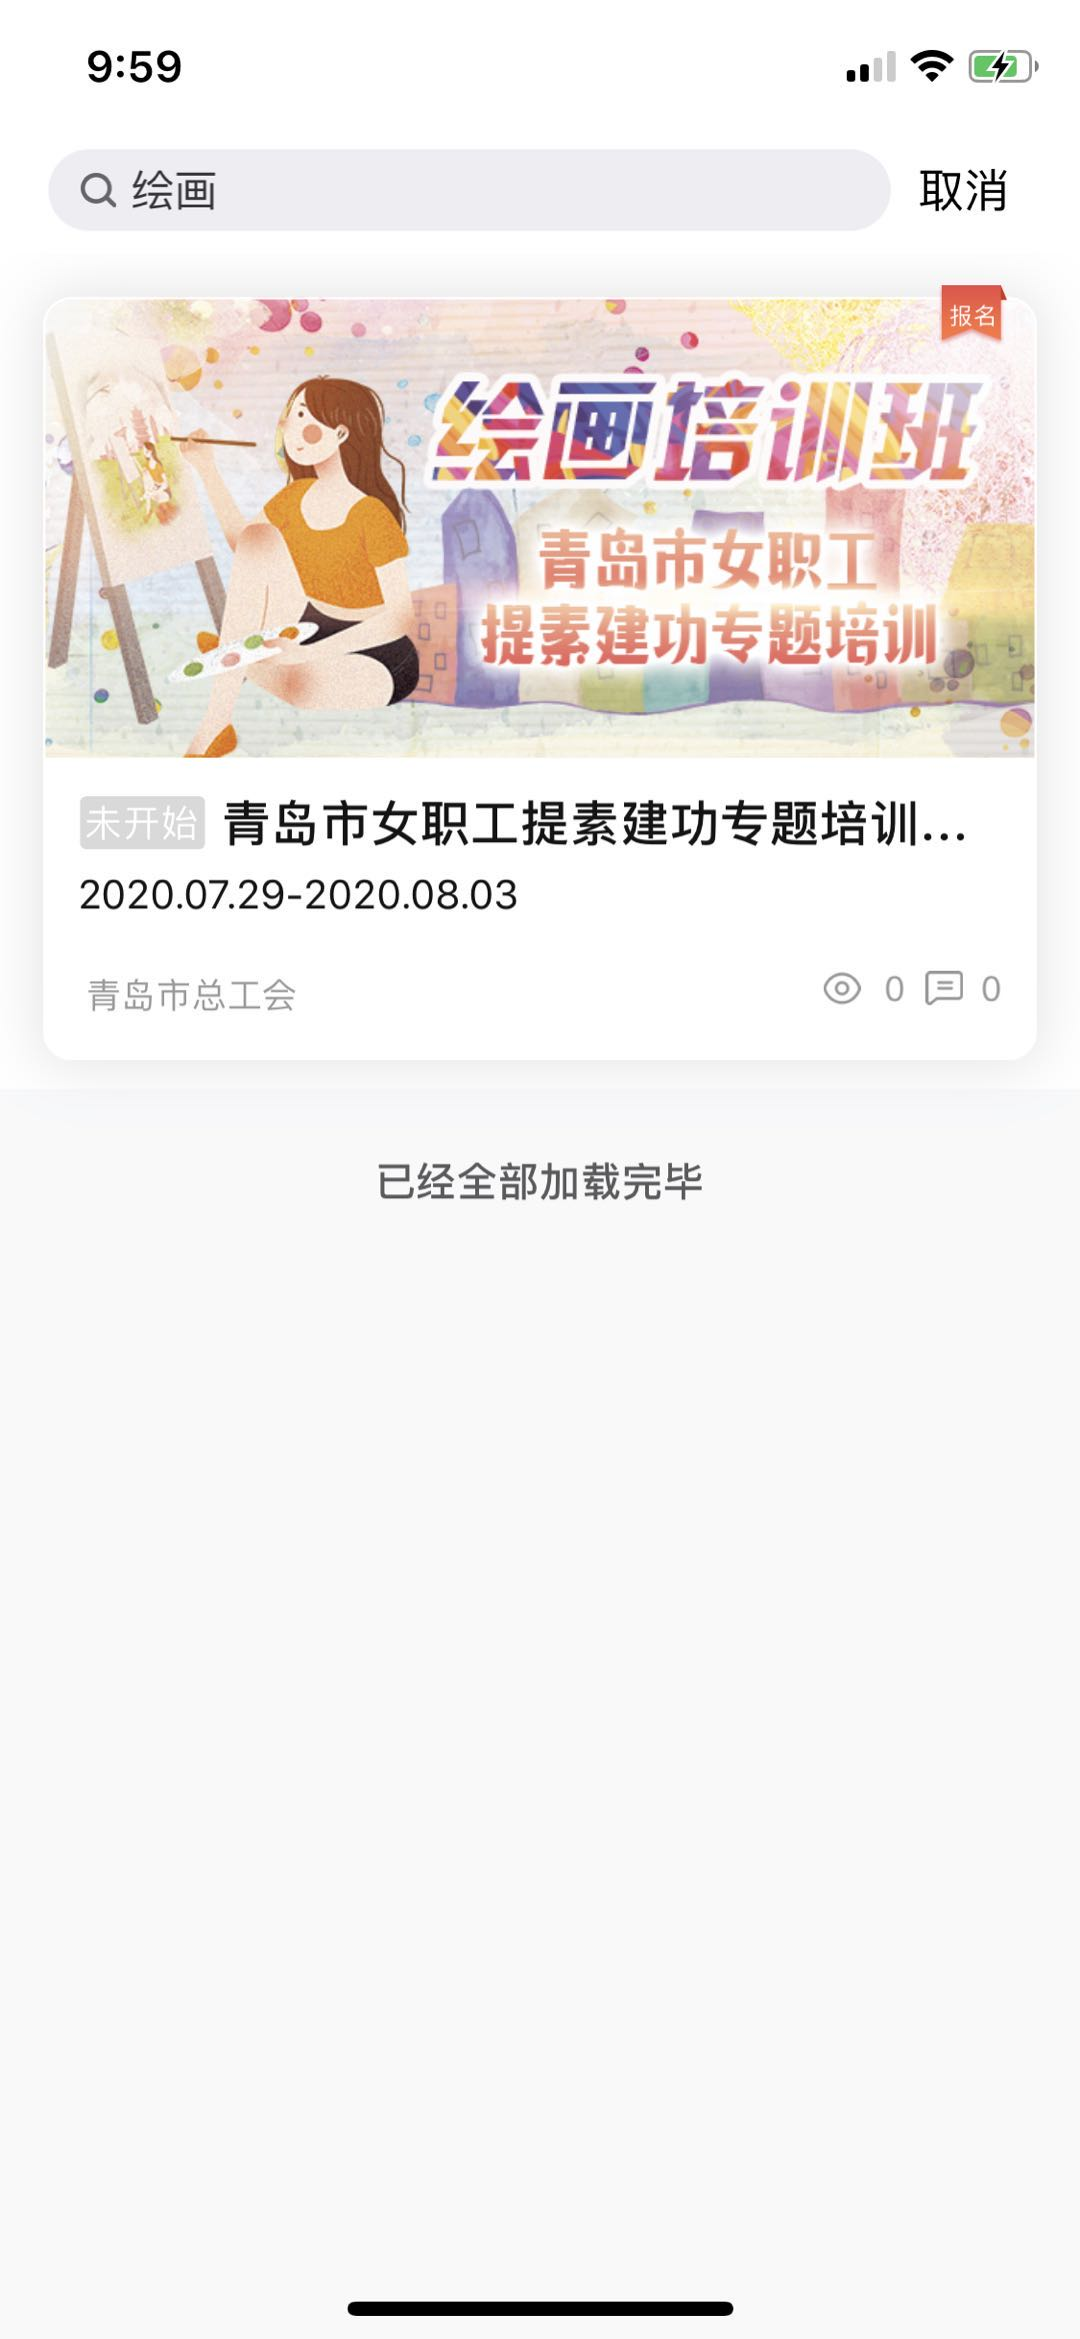 9:59
绘画
取消
报名
绘画培训班
青岛市女职工
提素建功专题培训
未开始 青岛市女职工提素建功专题培训...
2020.07.29-2020.08.03
青岛市总工会 0 0
已经全部加载完毕